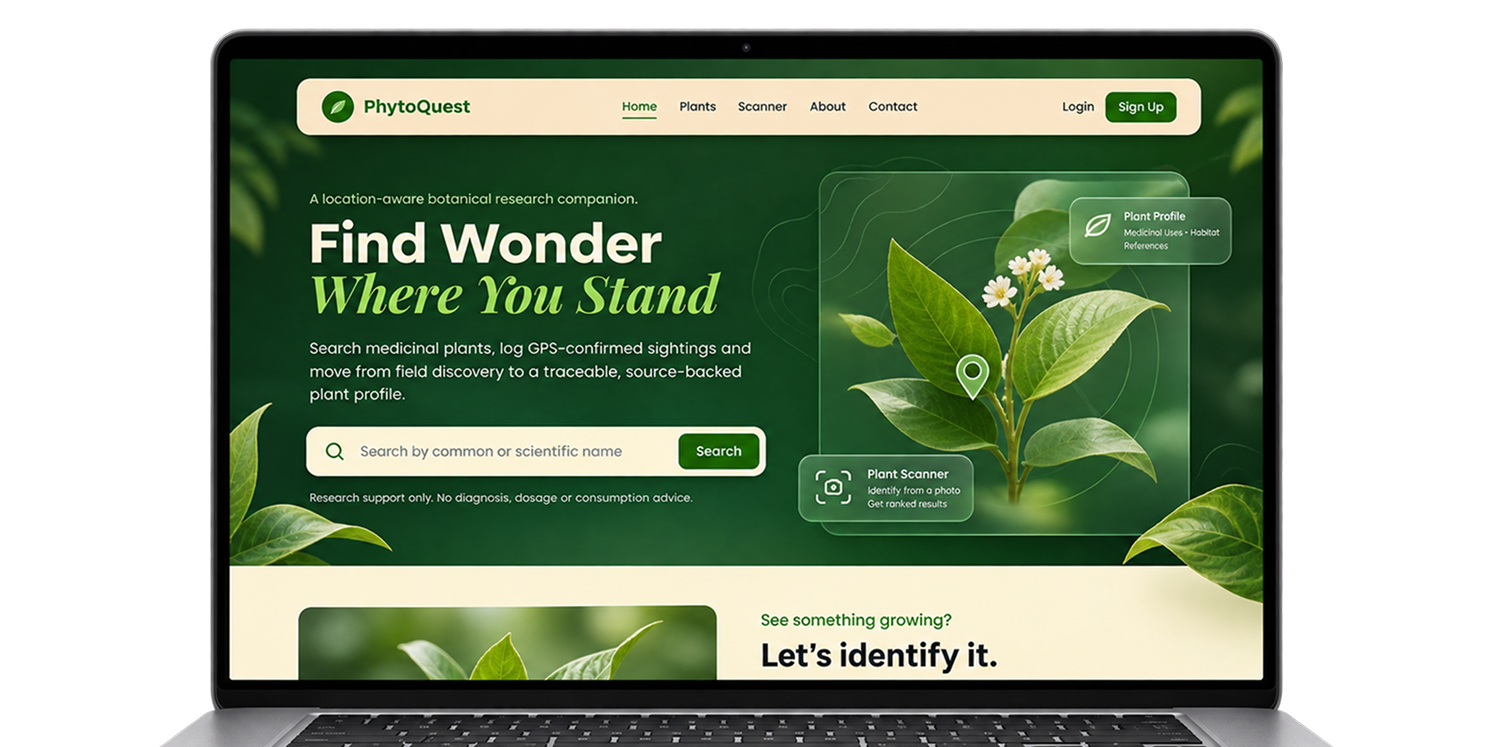 PhytoQuest
Home
Plants
Scanner
About
Contact
Login
Sign Up
A location-aware botanical research companion.
Find Wonder
Where You Stand
Search medicinal plants, log GPS-confirmed sightings and
move from field discovery to a traceable, source-backed
plant profile.
Search by common or scientific name
Search
Research support only. No diagnosis, dosage or consumption advice.
Plant Profile
Medicinal Uses • Habitat
References
Plant Scanner
Identify from a photo
Get ranked results
See something growing?
Let's identify it.